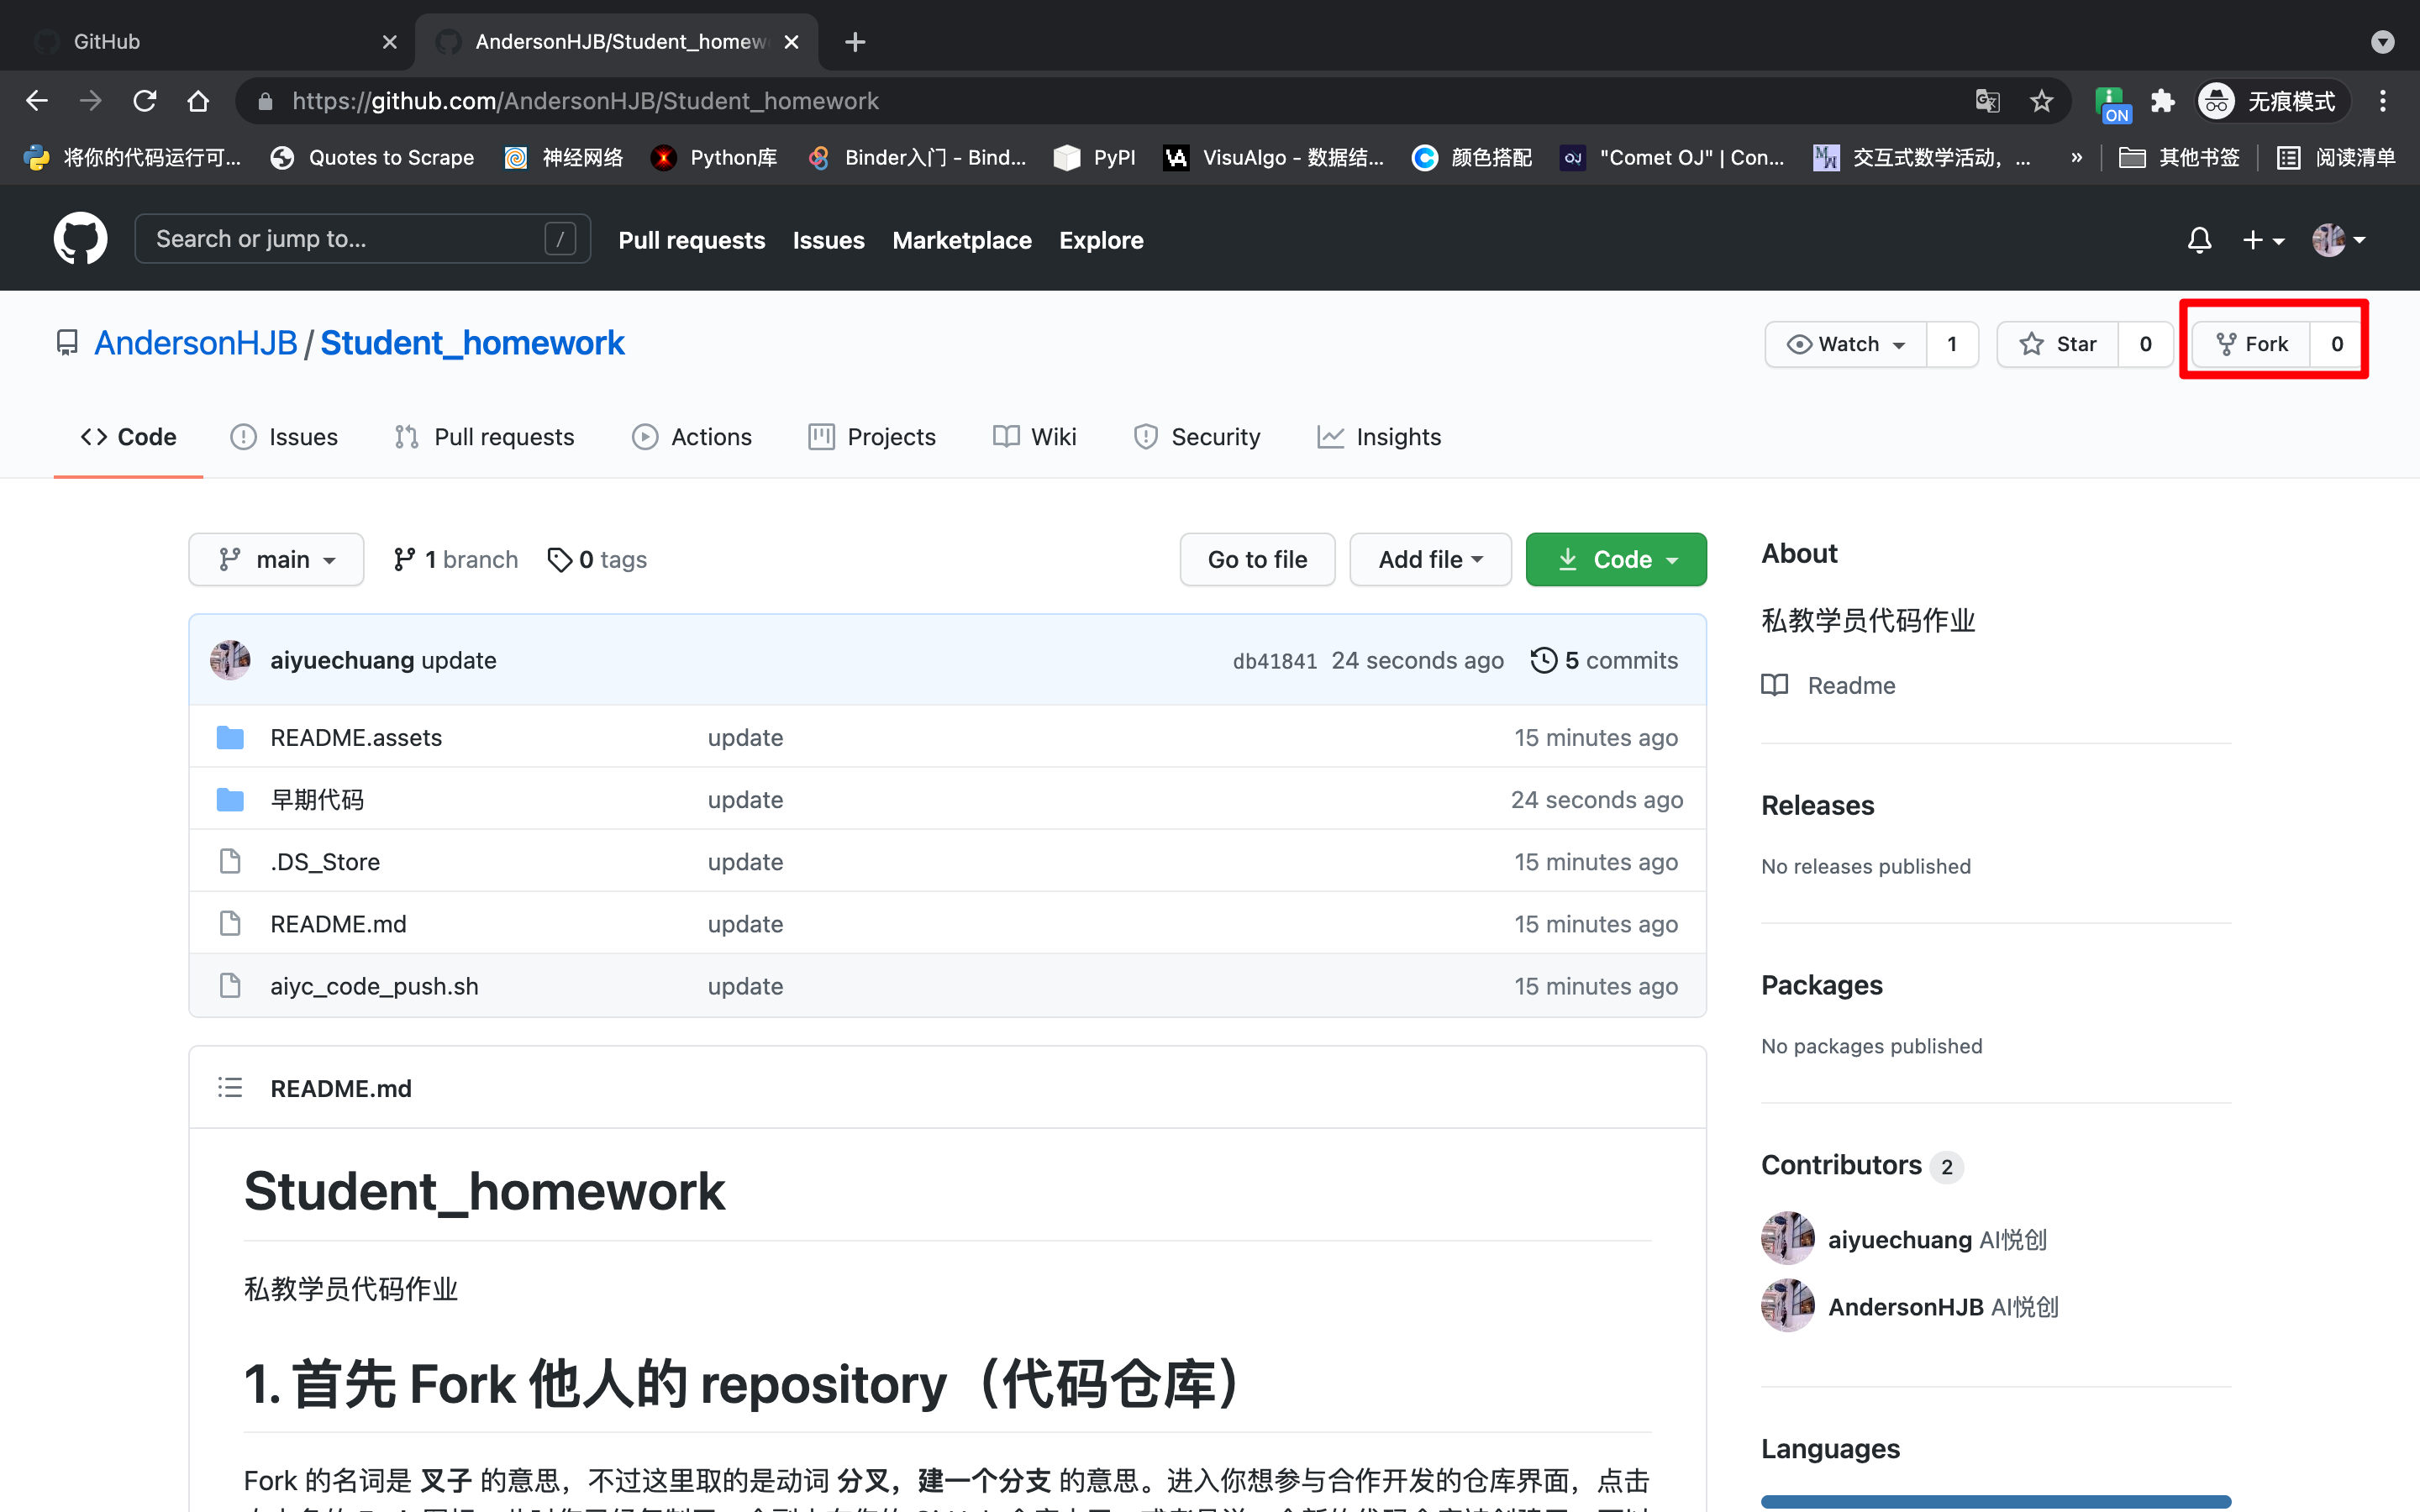 GitHub
AndersonHJB/Student_homew
https://github.com/AndersonHJB/Student_homework
ON
无痕模式
将你的代码运行可... Quotes to Scrape 神经网络 Python库 Binder入门 - Bind... PyPI VisuAlgo - 数据结... 颜色搭配 OJ "Comet OJ" | Con... 交互式数学活动，... » 其他书签 阅读清单
Search or jump to... / Pull requests Issues Marketplace Explore
AndersonHJB / Student_homework Watch 1 Star 0 Fork 0
Code Issues Pull requests Actions Projects Wiki Security Insights
main 1 branch 0 tags Go to file Add file Code
aiyuechuang update db41841 24 seconds ago 5 commits
README.assets update 15 minutes ago
早期代码 update 24 seconds ago
.DS_Store update 15 minutes ago
README.md update 15 minutes ago
aiyc_code_push.sh update 15 minutes ago
README.md
Student_homework
私教学员代码作业
1. 首先 Fork 他人的 repository（代码仓库）
Fork 的名词是 叉子 的意思，不过这里取的是动词 分叉，建一个分支 的意思。进入你想参与合作开发的仓库界面，点击
About
私教学员代码作业
Readme
Releases
No releases published
Packages
No packages published
Contributors 2
aiyuechuang AI悦创
AndersonHJB AI悦创
Languages